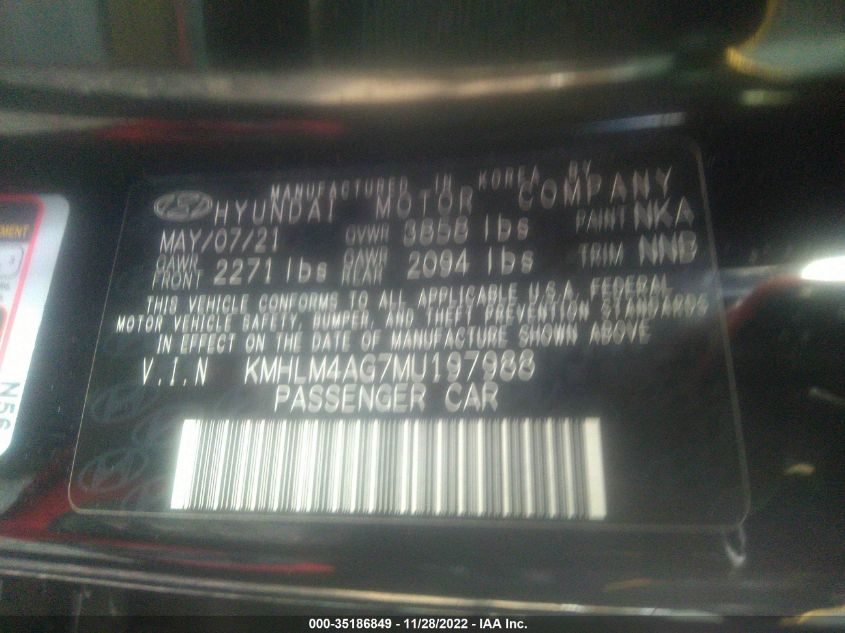 MANUFACTURED IN KOREA BY
HYUNDAI MOTOR COMPANY
MAY/07/21 GVWR 3858 lbs PAINT NKA
GAWR FRONT 2271 lbs GAWR REAR 2094 lbs TRIM NNB
THIS VEHICLE CONFORMS TO ALL APPLICABLE U.S.A. FEDERAL
MOTOR VEHICLE SAFETY, BUMPER, AND THEFT PREVENTION STANDARDS
IN EFFECT ON THE DATE OF MANUFACTURE SHOWN ABOVE
V.I.N KMHLM4AG7MU197988
PASSENGER CAR
EMENT
N56
000-35186849 - 11/28/2022 - IAA Inc.